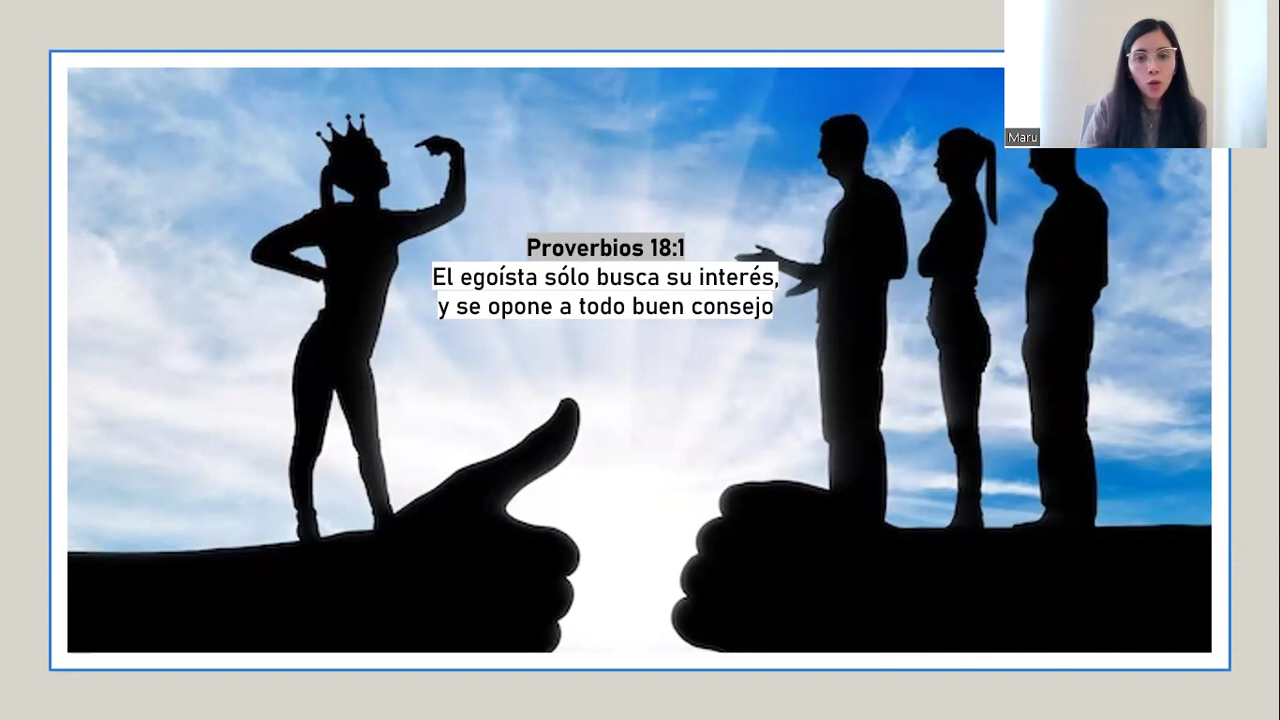 Maru
Proverbios 18:1
El egoísta sólo busca su interés,
y se opone a todo buen consejo